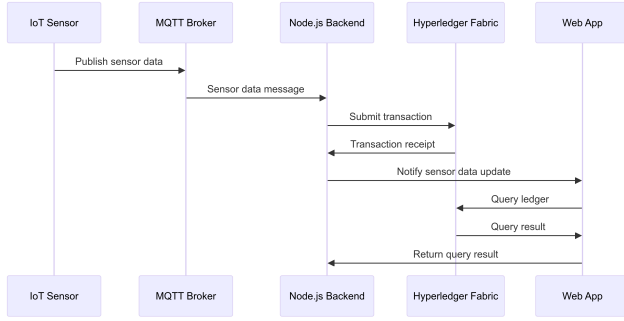 IoT Sensor
MQTT Broker
Node.js Backend
Hyperledger Fabric
Web App
Publish sensor data
Sensor data message
Submit transaction
Transaction receipt
Notify sensor data update
Query ledger
Query result
Return query result
IoT Sensor
MQTT Broker
Node.js Backend
Hyperledger Fabric
Web App